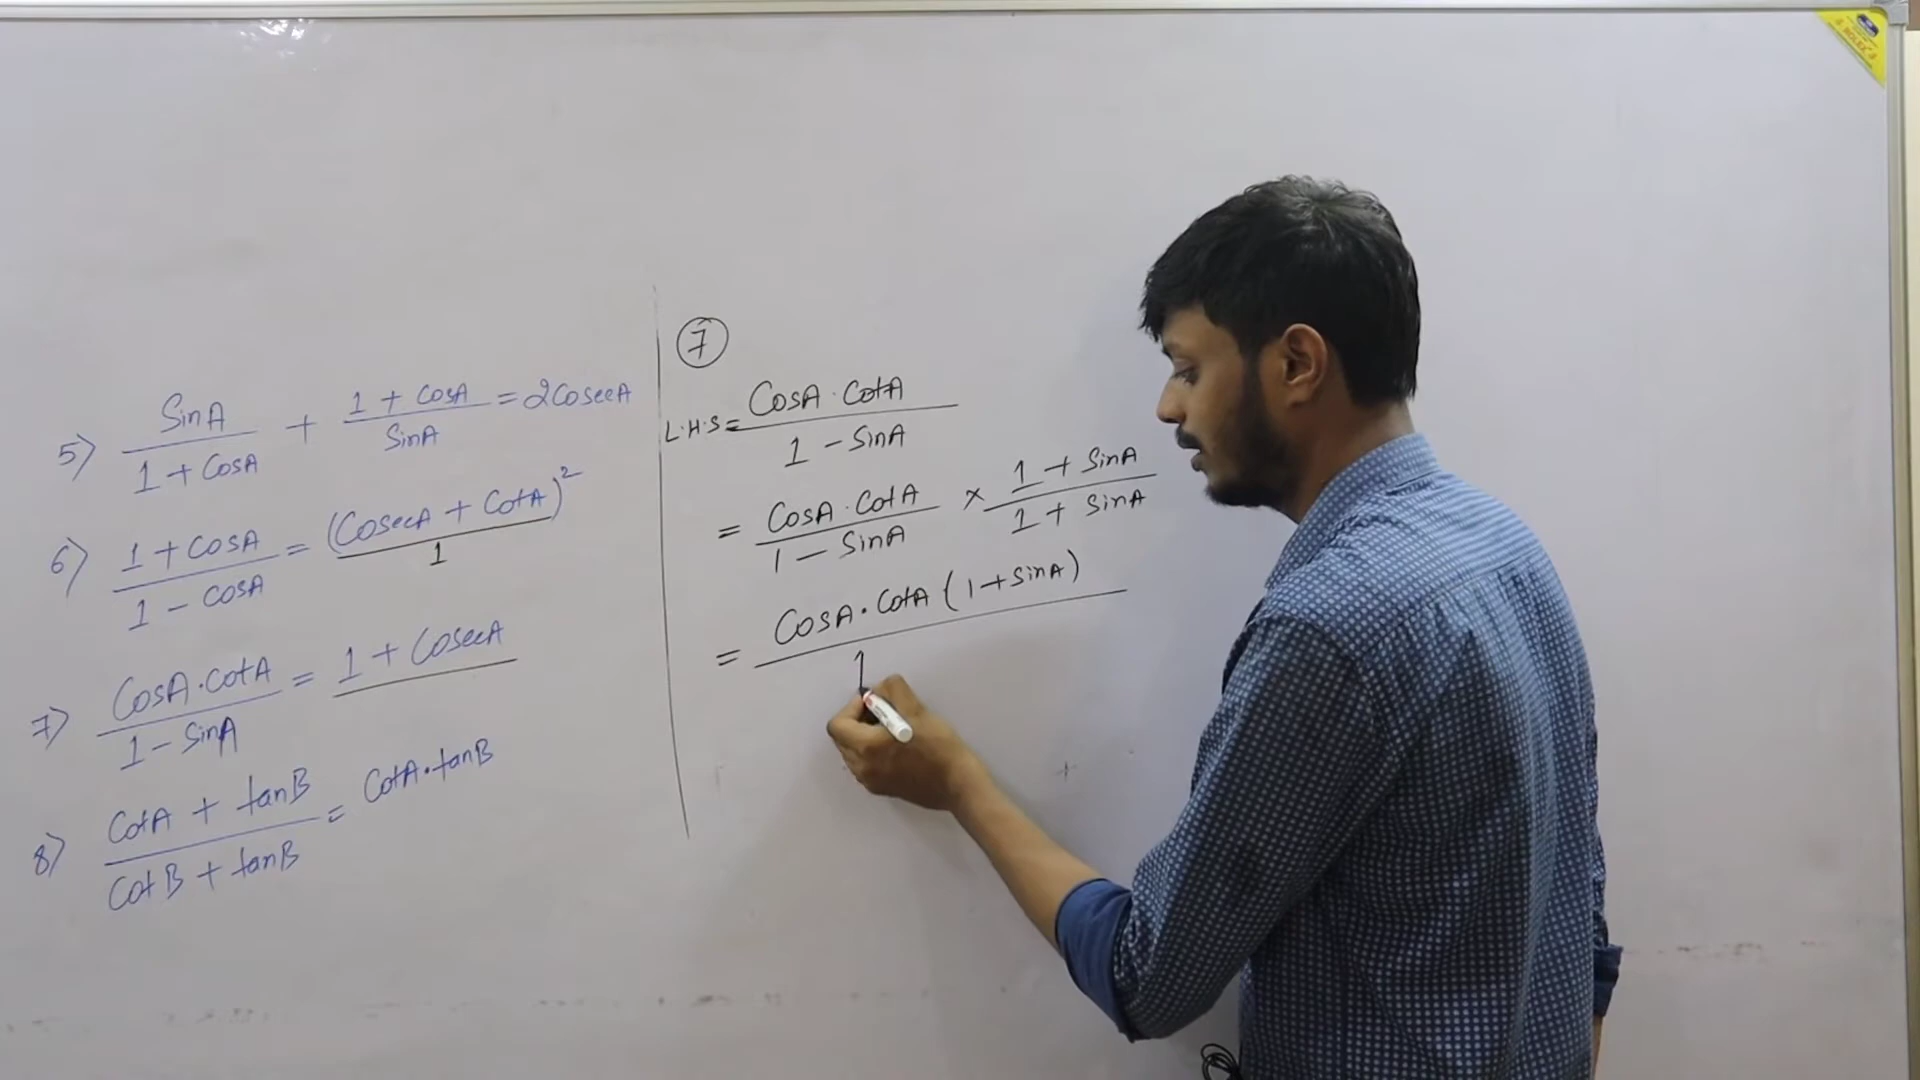 5) SinA / 1 + CosA + 1 + CosA / SinA = 2CosecA
6) 1 + CosA / 1 - CosA = (CosecA + CotA)² / 1
7) CosA·CotA / 1 - SinA = 1 + CosecA
8) CotA + tanB / CotB + tanB = CotA·tanB
7
L.H.S = CosA·CotA / 1 - SinA
= CosA·CotA / 1 - SinA × 1 + SinA / 1 + SinA
= CosA·CotA (1 + SinA) / 1